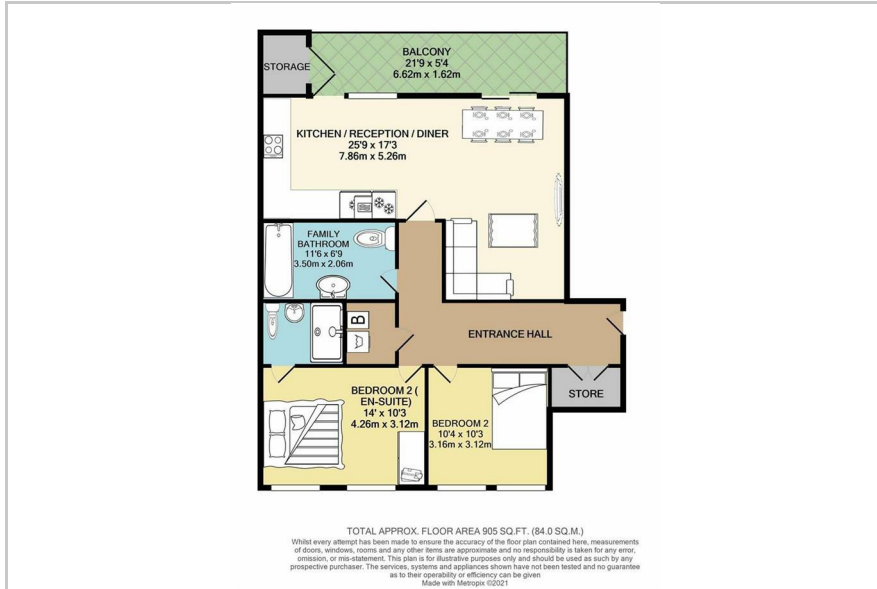 BALCONY
21'9 x 5'4
6.62m x 1.62m
STORAGE
KITCHEN / RECEPTION / DINER
25'9 x 17'3
7.86m x 5.26m
FAMILY
BATHROOM
11'6 x 6'9
3.50m x 2.06m
B
ENTRANCE HALL
STORE
BEDROOM 2 (
EN-SUITE)
14' x 10'3
4.26m x 3.12m
BEDROOM 2
10'4 x 10'3
3.16m x 3.12m
TOTAL APPROX. FLOOR AREA 905 SQ.FT. (84.0 SQ.M.)
Whilst every attempt has been made to ensure the accuracy of the floor plan contained here, measurements
of doors, windows, rooms and any other items are approximate and no responsibility is taken for any error,
omission, or mis-statement. This plan is for illustrative purposes only and should be used as such by any
prospective purchaser. The services, systems and appliances shown have not been tested and no guarantee
as to their operability or efficiency can be given
Made with Metropix ©2021